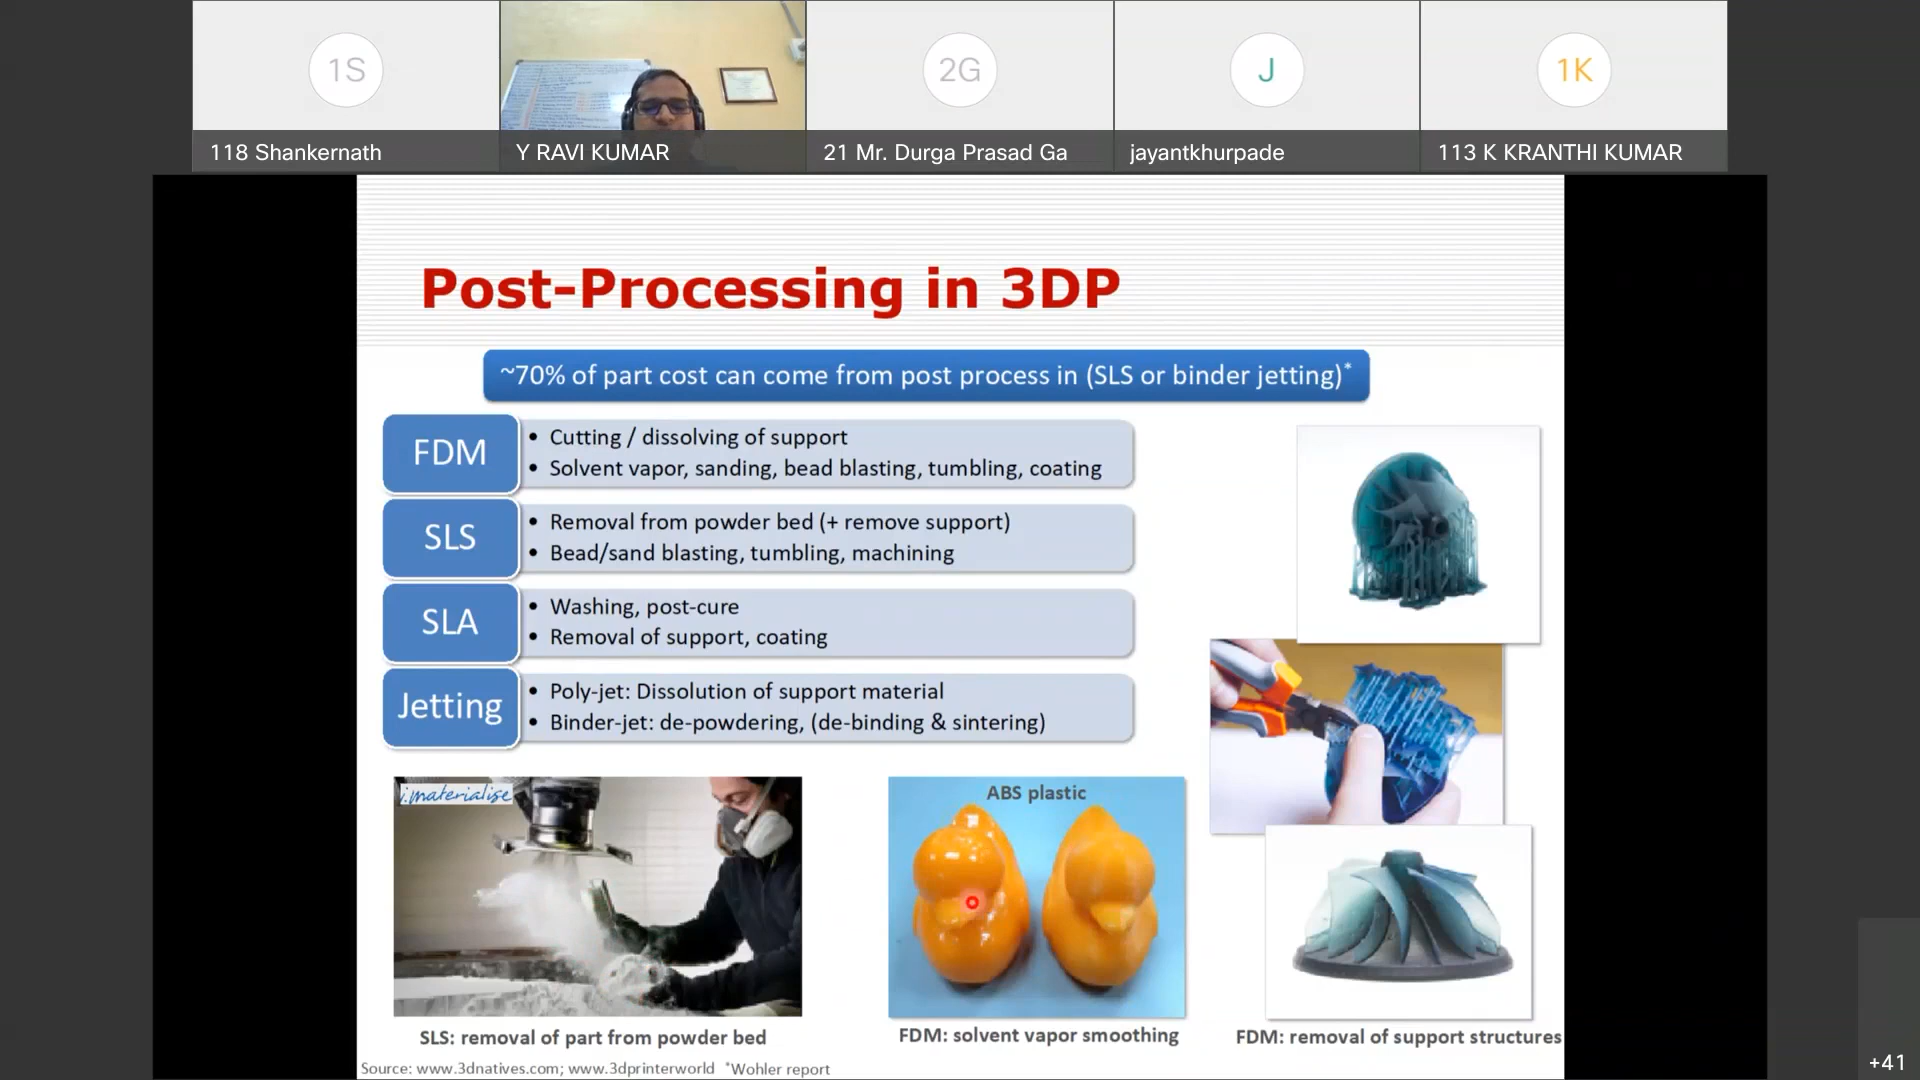 1S
2G
J
1K
118 Shankernath
Y RAVI KUMAR
21 Mr. Durga Prasad Ga
jayantkhurpade
113 K KRANTHI KUMAR
Post-Processing in 3DP
~70% of part cost can come from post process in (SLS or binder jetting)*
FDM
• Cutting / dissolving of support
• Solvent vapor, sanding, bead blasting, tumbling, coating
SLS
• Removal from powder bed (+ remove support)
• Bead/sand blasting, tumbling, machining
SLA
• Washing, post-cure
• Removal of support, coating
Jetting
• Poly-jet: Dissolution of support material
• Binder-jet: de-powdering, (de-binding & sintering)
i.materialise
ABS plastic
SLS: removal of part from powder bed
FDM: solvent vapor smoothing
FDM: removal of support structures
Source: www.3dnatives.com; www.3dprinterworld *Wohler report
+41